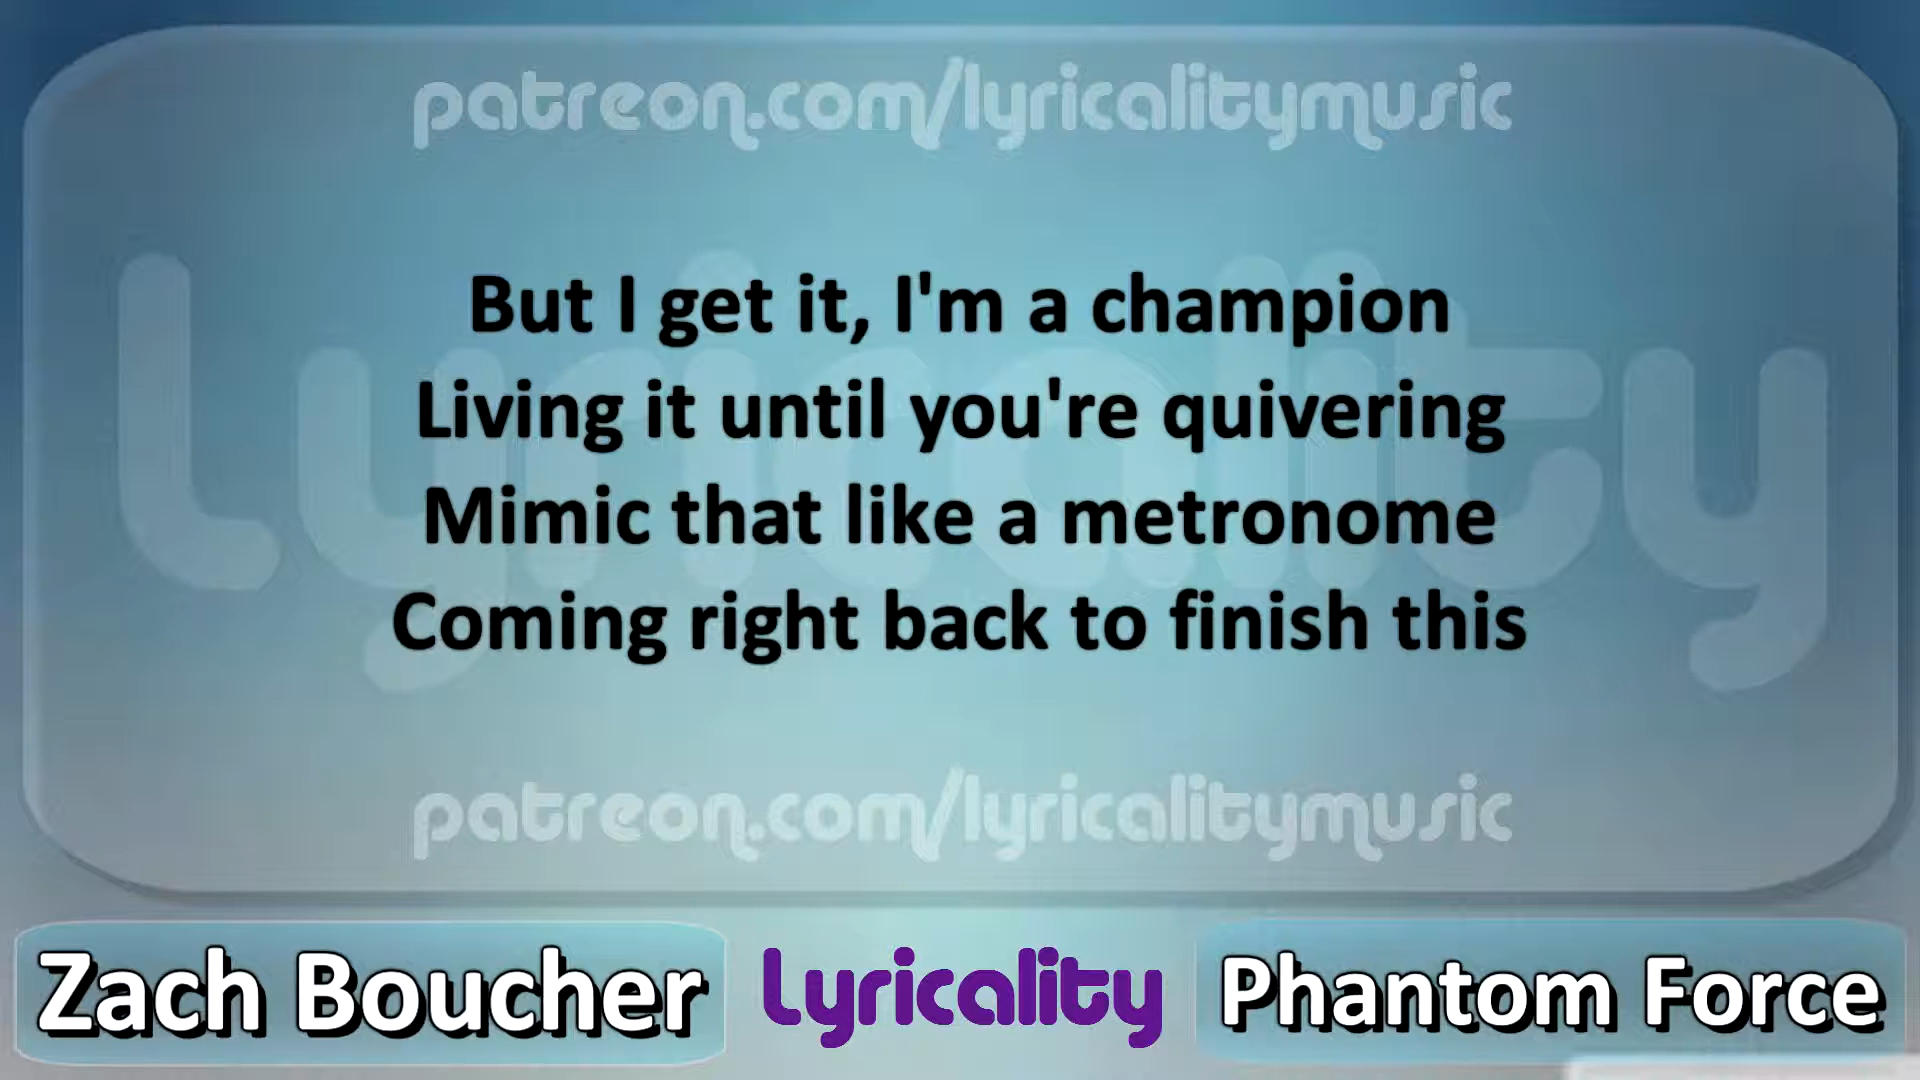 patreon.com/lyricalitymusic
Lyricality
But I get it, I'm a champion
Living it until you're quivering
Mimic that like a metronome
Coming right back to finish this
patreon.com/lyricalitymusic
Zach Boucher
Lyricality
Phantom Force